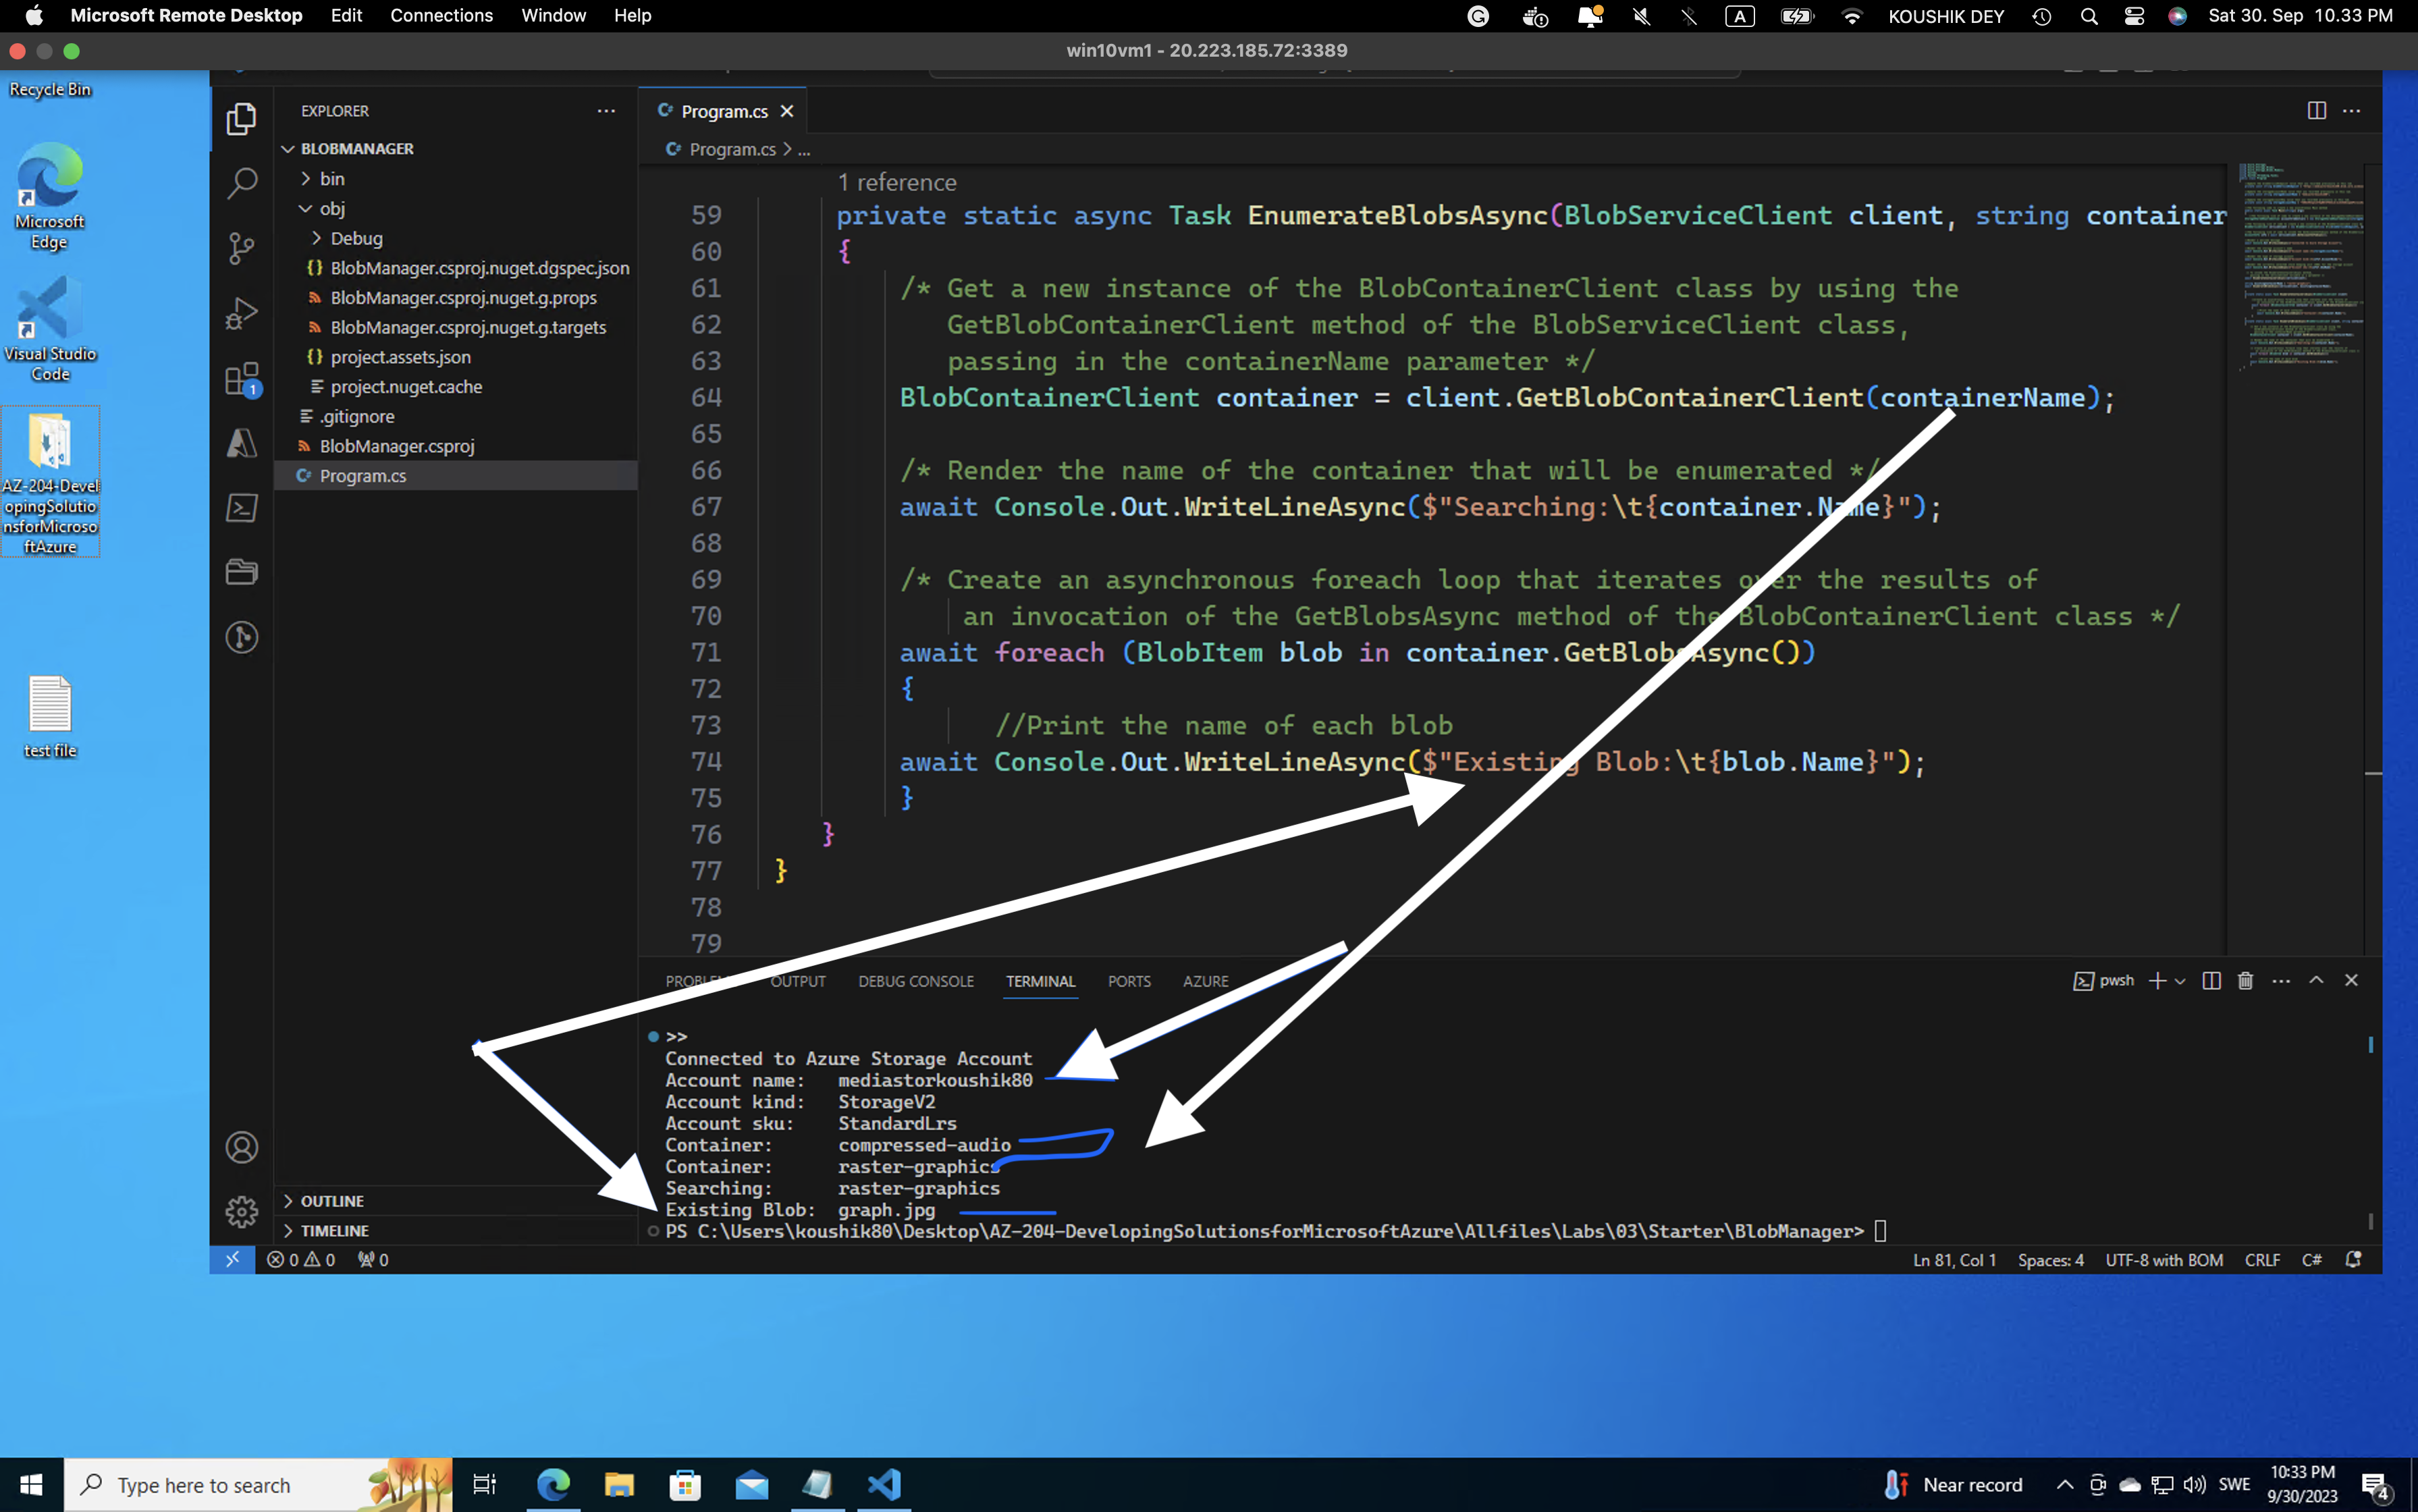 Microsoft Remote Desktop Edit Connections Window Help
A KOUSHIK DEY Sat 30. Sep 10.33 PM
win10vm1 - 20.223.185.72:3389
Recycle Bin
Microsoft
Edge
Visual Studio
Code
AZ-204-Devel
opingSolutio
nsforMicroso
ftAzure
test file
EXPLORER
BLOBMANAGER
bin
obj
Debug
{} BlobManager.csproj.nuget.dgspec.json
BlobManager.csproj.nuget.g.props
BlobManager.csproj.nuget.g.targets
{} project.assets.json
project.nuget.cache
.gitignore
BlobManager.csproj
C# Program.cs
1
OUTLINE
TIMELINE
C# Program.cs
C# Program.cs > ...
1 reference
59 private static async Task EnumerateBlobsAsync(BlobServiceClient client, string container
60 {
61 /* Get a new instance of the BlobContainerClient class by using the
62 GetBlobContainerClient method of the BlobServiceClient class,
63 passing in the containerName parameter */
64 BlobContainerClient container = client.GetBlobContainerClient(containerName);
65
66 /* Render the name of the container that will be enumerated */
67 await Console.Out.WriteLineAsync($"Searching:\t{container.Name}");
68
69 /* Create an asynchronous foreach loop that iterates over the results of
70 an invocation of the GetBlobsAsync method of the BlobContainerClient class */
71 await foreach (BlobItem blob in container.GetBlobsAsync())
72 {
73 //Print the name of each blob
74 await Console.Out.WriteLineAsync($"Existing Blob:\t{blob.Name}");
75 }
76 }
77 }
78
79
PROBLEMS OUTPUT DEBUG CONSOLE TERMINAL PORTS AZURE pwsh
>>
Connected to Azure Storage Account
Account name: mediastorkoushik80
Account kind: StorageV2
Account sku: StandardLrs
Container: compressed-audio
Container: raster-graphics
Searching: raster-graphics
Existing Blob: graph.jpg
PS C:\Users\koushik80\Desktop\AZ-204-DevelopingSolutionsforMicrosoftAzure\Allfiles\Labs\03\Starter\BlobManager>
0 0 0 Ln 81, Col 1 Spaces: 4 UTF-8 with BOM CRLF C#
Type here to search
Near record SWE
10:33 PM
9/30/2023
4